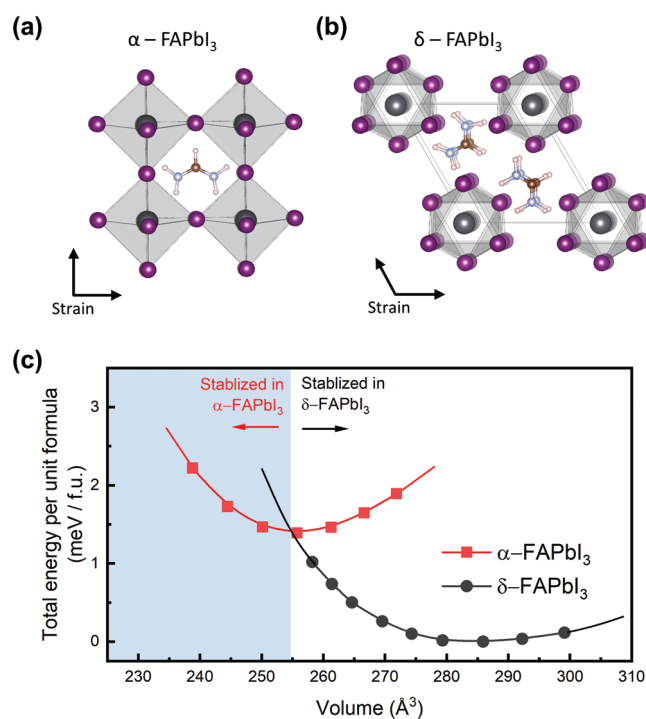 (a)
α – FAPbI₃
Strain
(b)
δ – FAPbI₃
Strain
(c)
Total energy per unit formula
(meV / f.u.)
3
2
1
0
Stablized in
α–FAPbI₃
Stablized in
δ–FAPbI₃
α–FAPbI₃
δ–FAPbI₃
230 240 250 260 270 280 290 300 310
Volume (Å³)